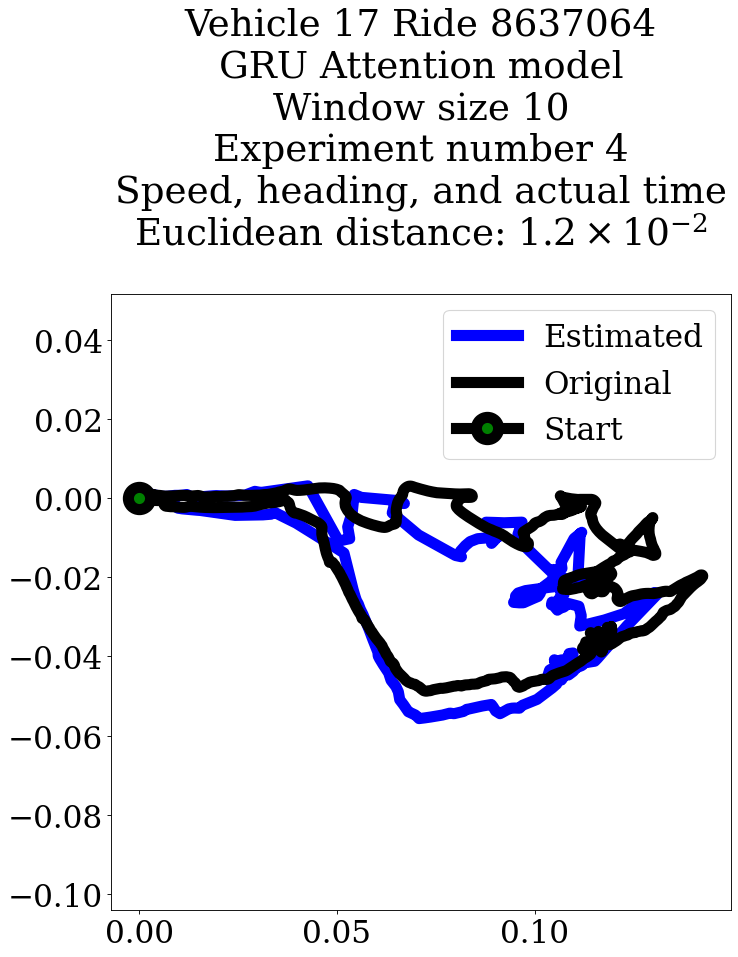 Vehicle 17 Ride 8637064
GRU Attention model
Window size 10
Experiment number 4
Speed, heading, and actual time
Euclidean distance: 1.2 × 10⁻²
Estimated
Original
Start
0.04
0.02
0.00
−0.02
−0.04
−0.06
−0.08
−0.10
0.00 0.05 0.10